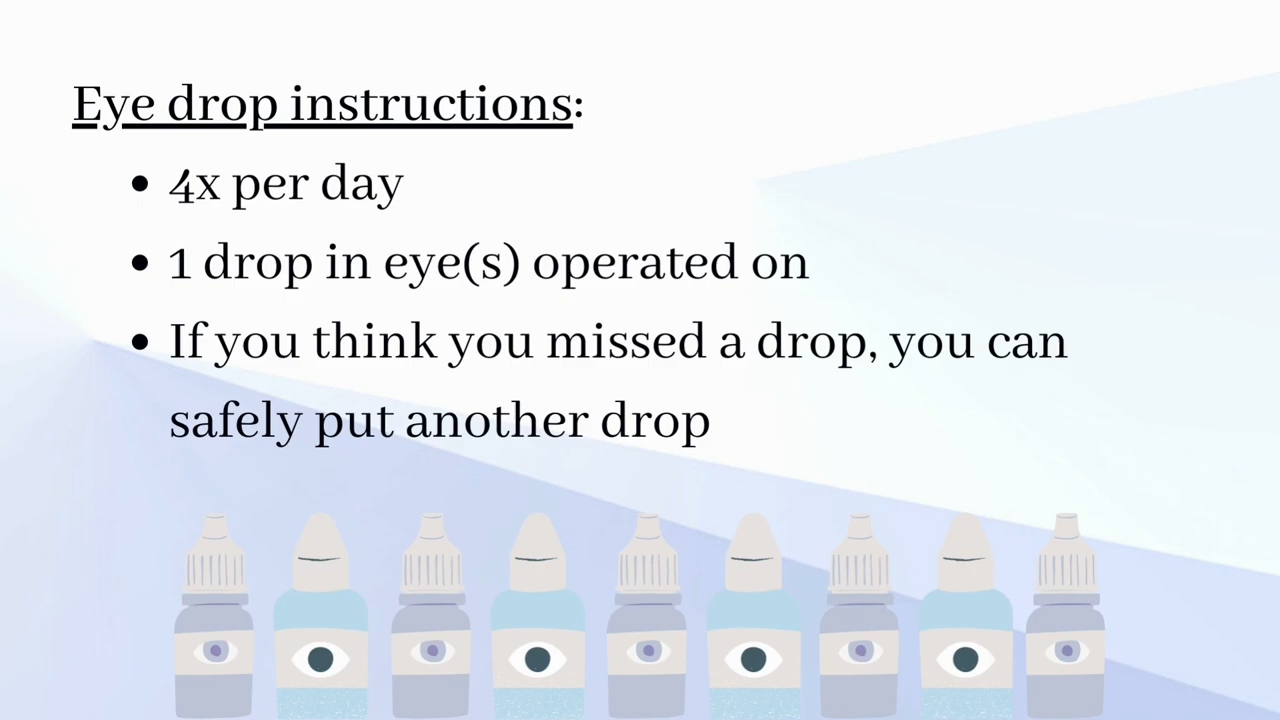 Eye drop instructions:
• 4x per day
• 1 drop in eye(s) operated on
• If you think you missed a drop, you can
safely put another drop